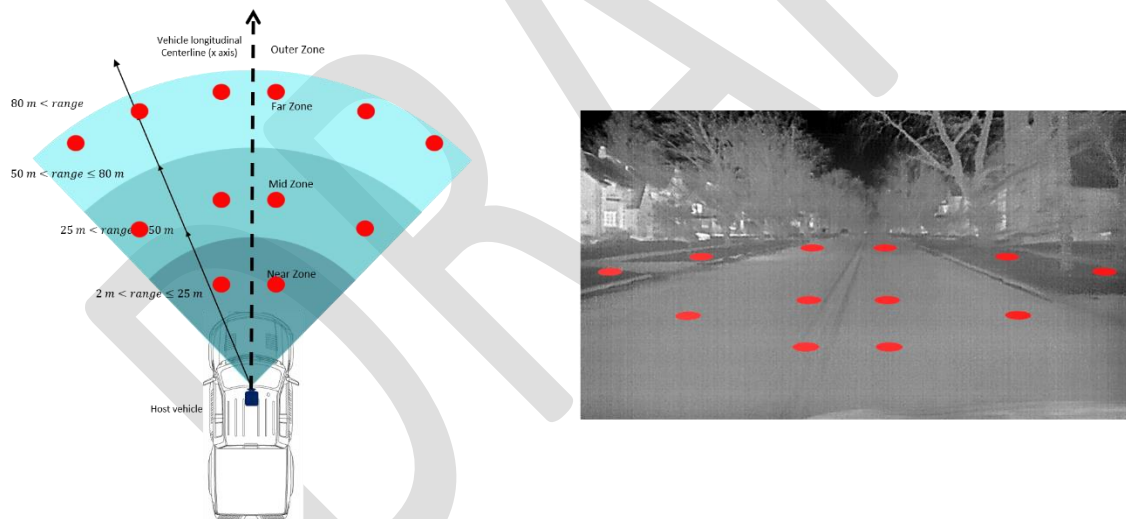 Vehicle longitudinal
Centerline (x axis)
Outer Zone
80 m < range
Far Zone
50 m < range ≤ 80 m
Mid Zone
25 m < range ≤ 50 m
Near Zone
2 m < range ≤ 25 m
Host vehicle
DRA